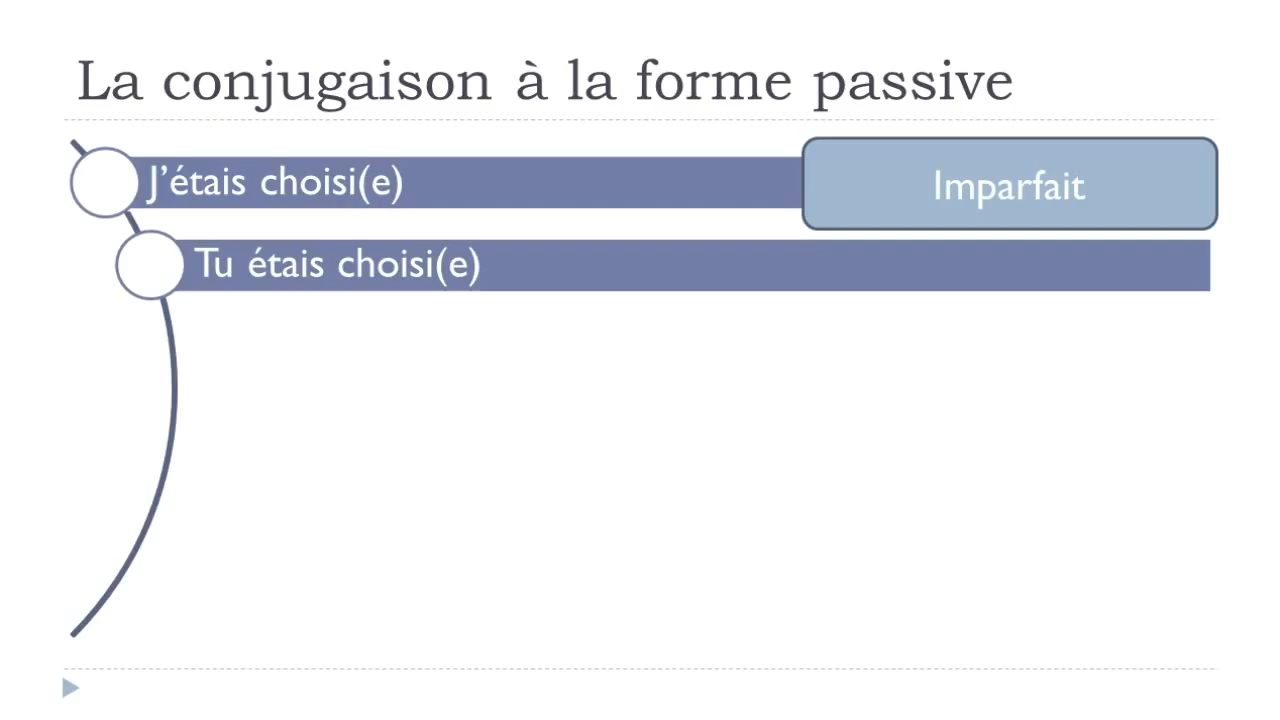 La conjugaison à la forme passive
J’étais choisi(e)
Imparfait
Tu étais choisi(e)